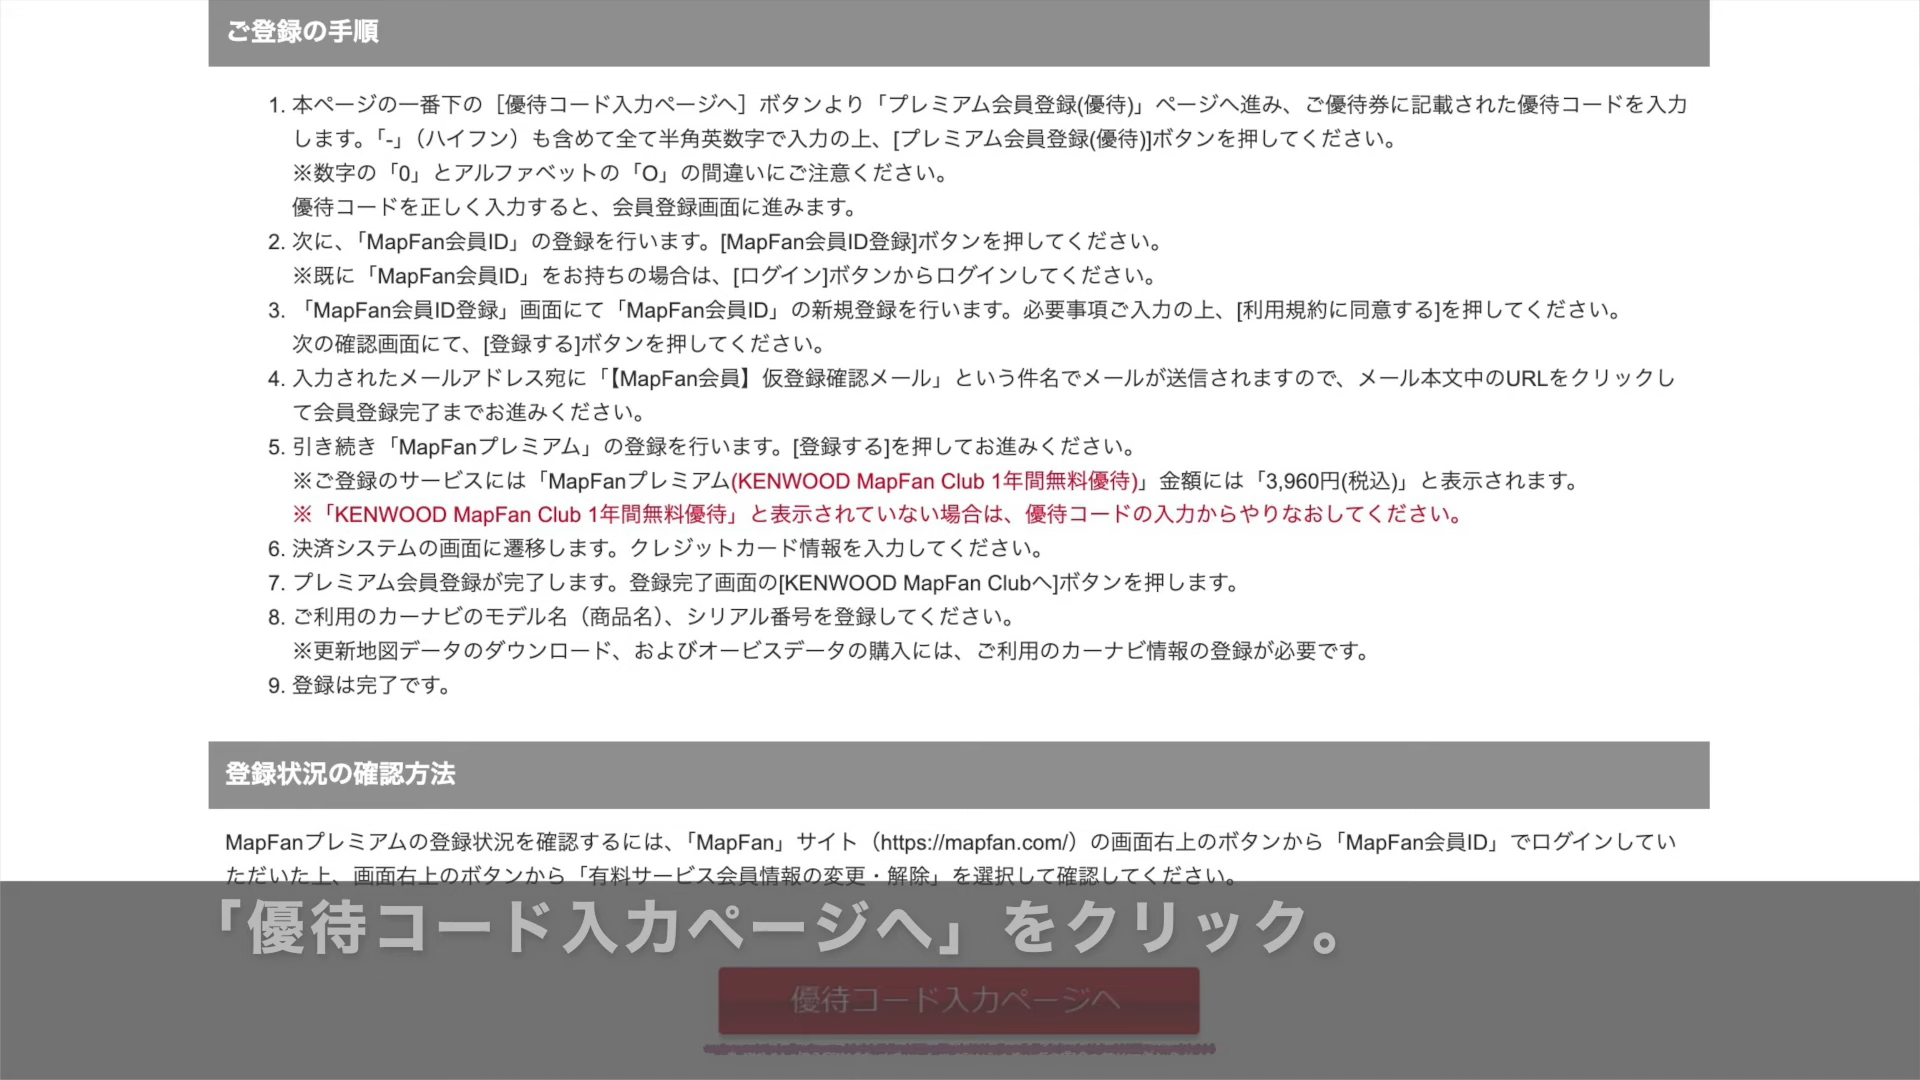 ご登録の手順
1. 本ページの一番下の［優待コード入力ページへ］ボタンより「プレミアム会員登録(優待)」ページへ進み、ご優待券に記載された優待コードを入力
します。「-」（ハイフン）も含めて全て半角英数字で入力の上、[プレミアム会員登録(優待)]ボタンを押してください。
※数字の「0」とアルファベットの「O」の間違いにご注意ください。
優待コードを正しく入力すると、会員登録画面に進みます。
2. 次に、「MapFan会員ID」の登録を行います。[MapFan会員ID登録]ボタンを押してください。
※既に「MapFan会員ID」をお持ちの場合は、[ログイン]ボタンからログインしてください。
3. 「MapFan会員ID登録」画面にて「MapFan会員ID」の新規登録を行います。必要事項ご入力の上、[利用規約に同意する]を押してください。
次の確認画面にて、[登録する]ボタンを押してください。
4. 入力されたメールアドレス宛に「【MapFan会員】仮登録確認メール」という件名でメールが送信されますので、メール本文中のURLをクリックし
て会員登録完了までお進みください。
5. 引き続き「MapFanプレミアム」の登録を行います。[登録する]を押してお進みください。
※ご登録のサービスには「MapFanプレミアム(KENWOOD MapFan Club 1年間無料優待)」金額には「3,960円(税込)」と表示されます。
※「KENWOOD MapFan Club 1年間無料優待」と表示されていない場合は、優待コードの入力からやりなおしてください。
6. 決済システムの画面に遷移します。クレジットカード情報を入力してください。
7. プレミアム会員登録が完了します。登録完了画面の[KENWOOD MapFan Clubへ]ボタンを押します。
8. ご利用のカーナビのモデル名（商品名）、シリアル番号を登録してください。
※更新地図データのダウンロード、およびオービスデータの購入には、ご利用のカーナビ情報の登録が必要です。
9. 登録は完了です。
登録状況の確認方法
MapFanプレミアムの登録状況を確認するには、「MapFan」サイト（https://mapfan.com/）の画面右上のボタンから「MapFan会員ID」でログインしてい
ただいた上、画面右上のボタンから「有料サービス会員情報の変更・解除」を選択して確認してください。
「優待コード入力ページへ」をクリック。
優待コード入力ページへ